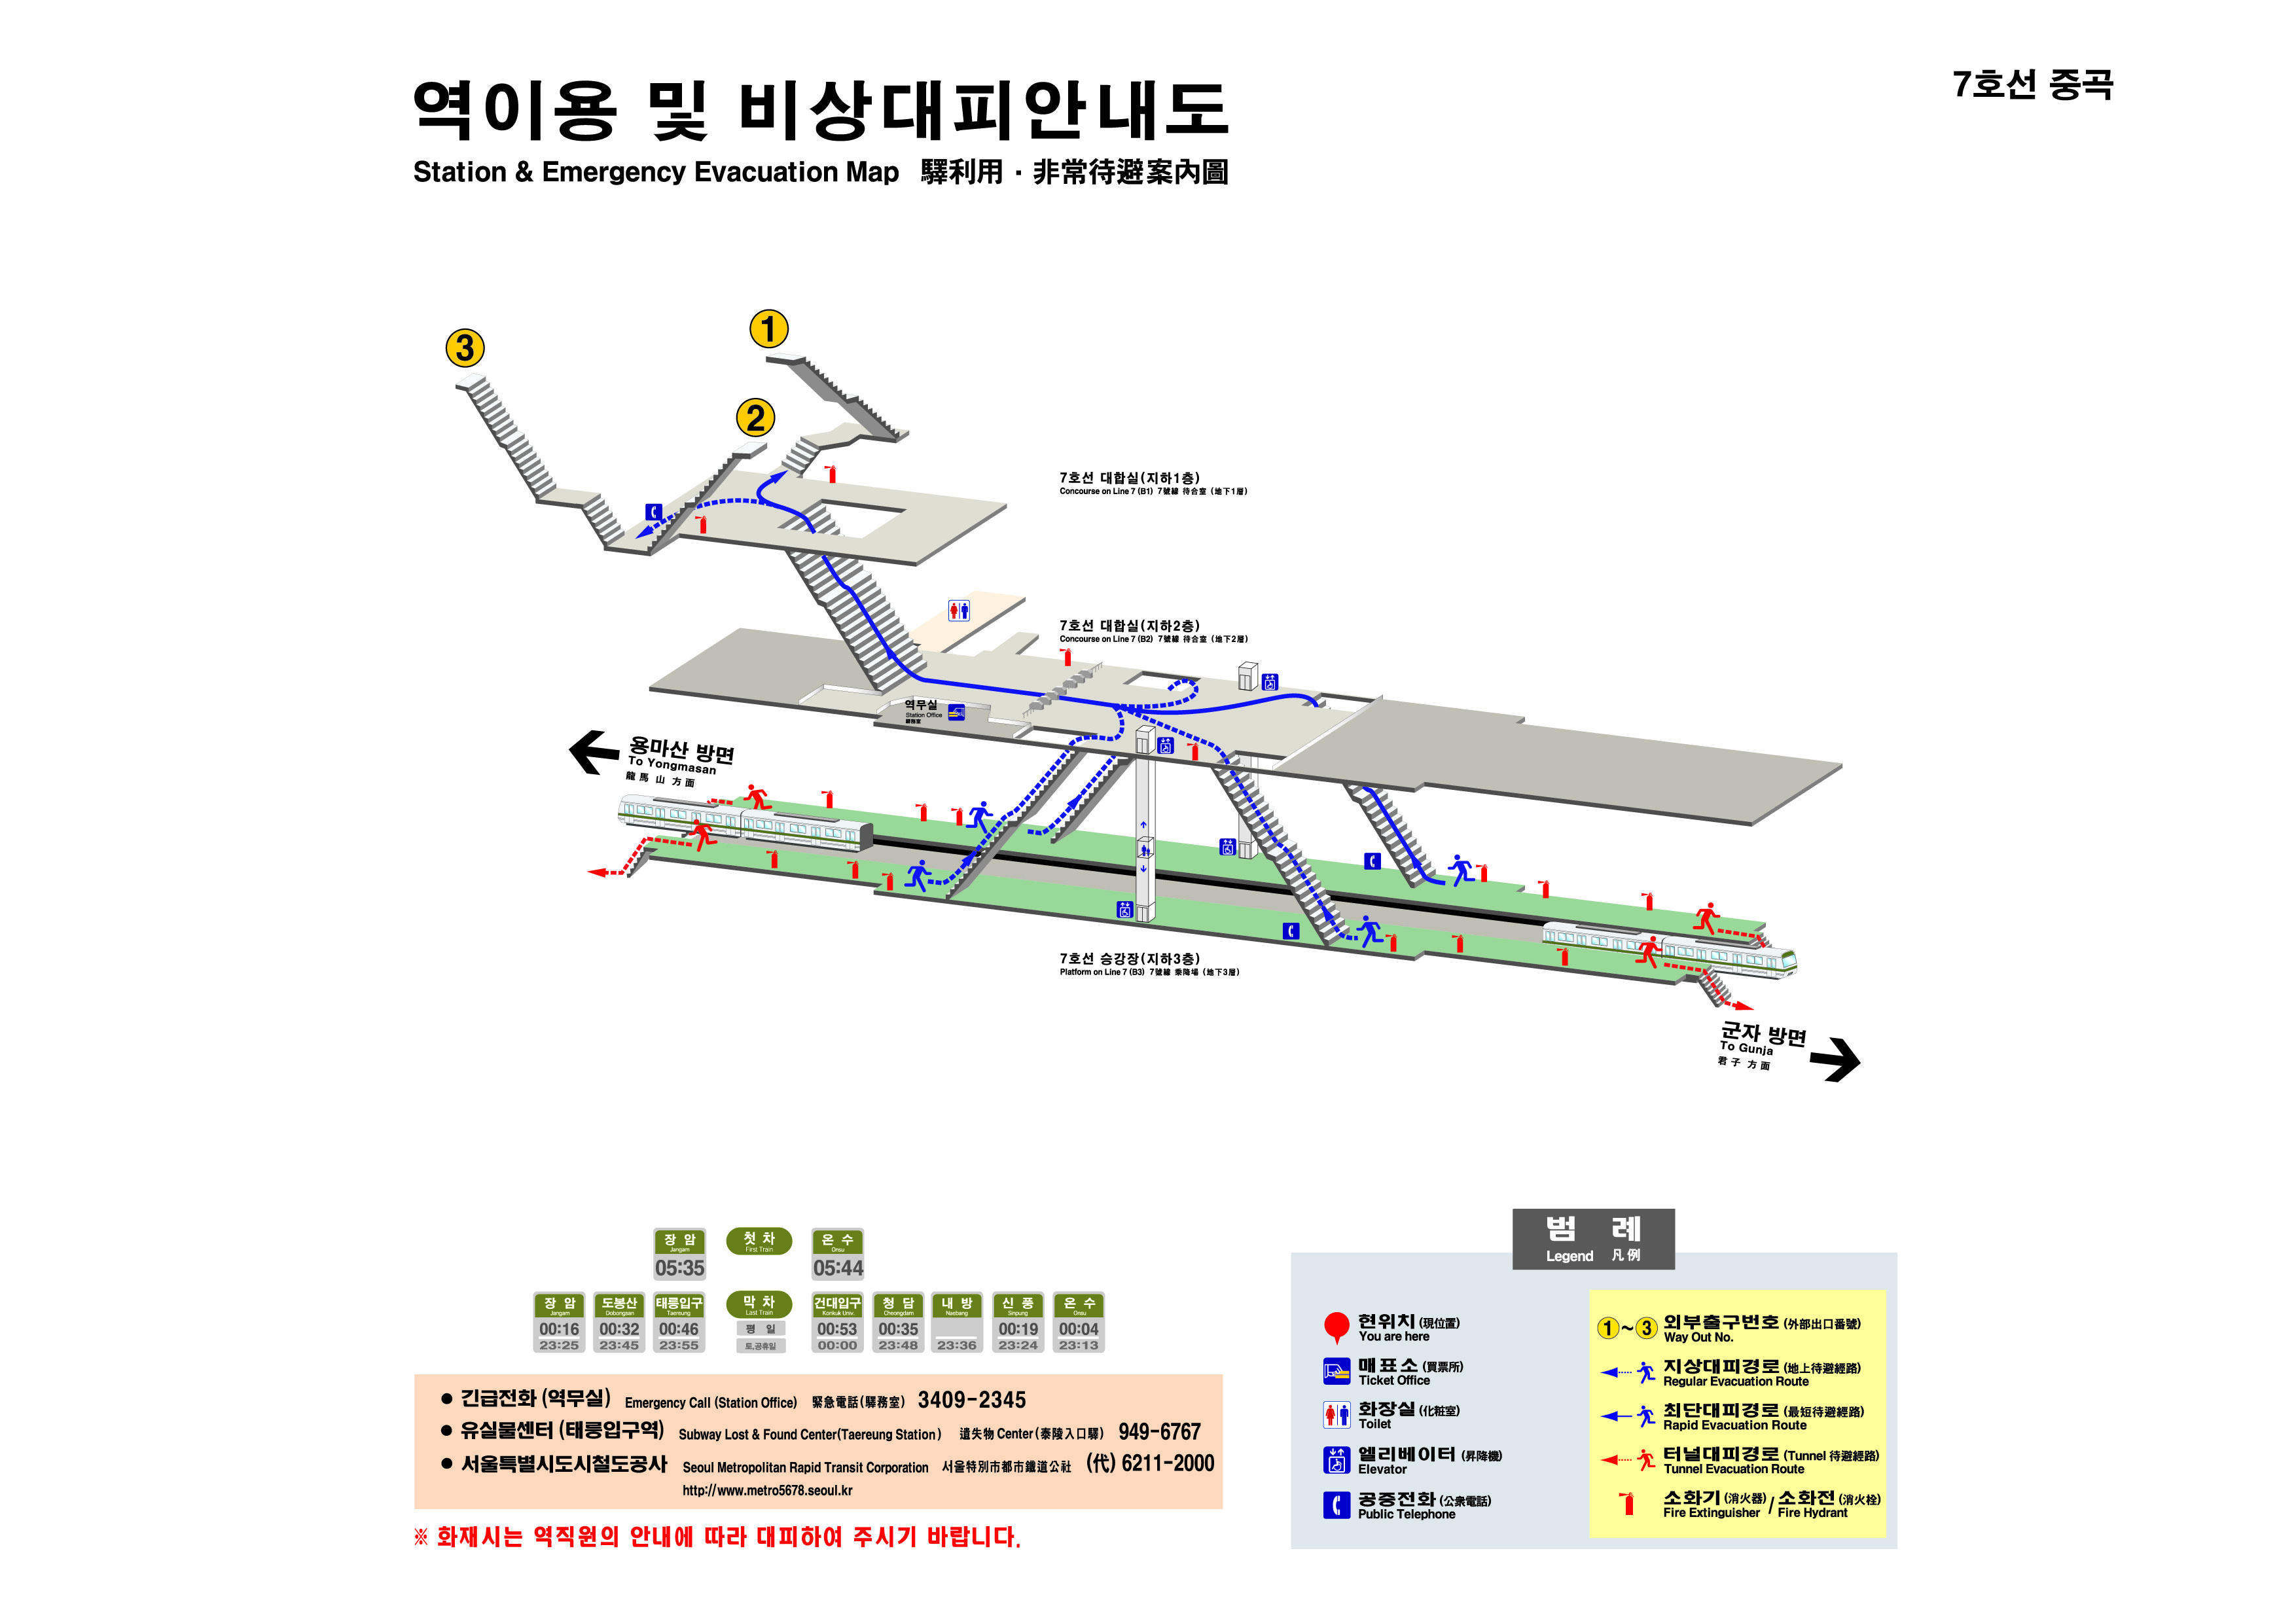 역이용 및 비상대피안내도
Station & Emergency Evacuation Map 驛利用 · 非常待避案內圖
7호선 중곡
3
1
2
7호선 대합실(지하1층)
Concourse on Line 7 (B1) 7號線 待合室 (地下1層)
7호선 대합실(지하2층)
Concourse on Line 7 (B2) 7號線 待合室 (地下2層)
역무실
Station Office
驛務室
용마산 방면
To Yongmasan
龍馬山 方面
7호선 승강장(지하3층)
Platform on Line 7 (B3) 7號線 乘降場 (地下3層)
군자 방면
To Gunja
君子 方面
장 암 첫 차 온 수
Jangam First Train Onsu
05:35 05:44
장 암 도봉산 태릉입구 막 차 건대입구 청 담 내 방 신 풍 온 수
Jangam Dobongsan Taereung Last Train Konkuk Univ. Cheongdam Naebang Sinpung Onsu
00:16 00:32 00:46 평 일 00:53 00:35 00:19 00:04
23:25 23:45 23:55 토,공휴일 00:00 23:48 23:36 23:24 23:13
● 긴급전화 (역무실) Emergency Call (Station Office) 緊急電話(驛務室) 3409-2345
● 유실물센터 (태릉입구역) Subway Lost & Found Center(Taereung Station) 遺失物 Center (泰陵入口驛) 949-6767
● 서울특별시도시철도공사 Seoul Metropolitan Rapid Transit Corporation 서울特別市都市鐵道公社 (代) 6211-2000
http://www.metro5678.seoul.kr
※ 화재시는 역직원의 안내에 따라 대피하여 주시기 바랍니다.
범 례
Legend 凡例
현위치 (現位置)
You are here
매표소 (買票所)
Ticket Office
화장실 (化粧室)
Toilet
엘리베이터 (昇降機)
Elevator
공중전화 (公衆電話)
Public Telephone
1 ~ 3 외부출구번호 (外部出口番號)
Way Out No.
지상대피경로 (地上待避經路)
Regular Evacuation Route
최단대피경로 (最短待避經路)
Rapid Evacuation Route
터널대피경로 (Tunnel 待避經路)
Tunnel Evacuation Route
소화기 (消火器) / 소화전 (消火栓)
Fire Extinguisher / Fire Hydrant